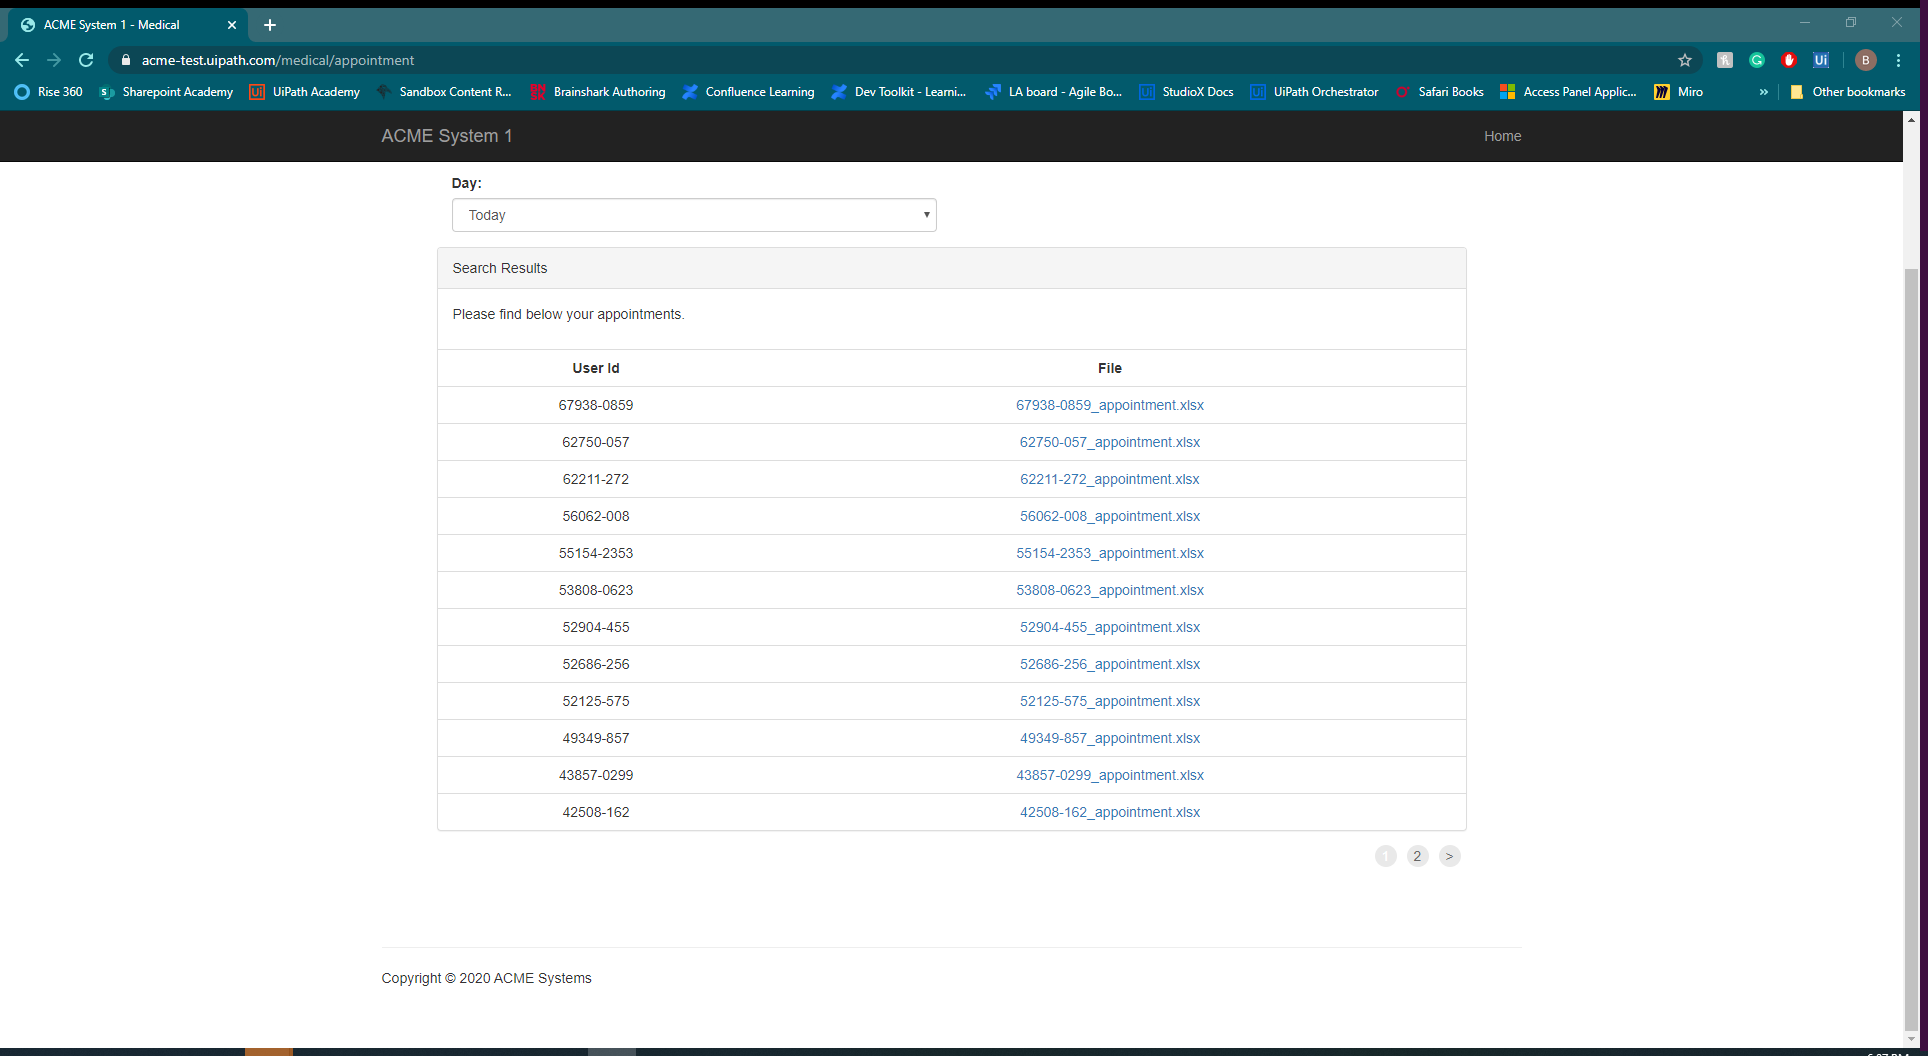 ACME System 1 - Medical
acme-test.uipath.com/medical/appointment
B
Rise 360 Sharepoint Academy UiPath Academy Sandbox Content R... Brainshark Authoring Confluence Learning Dev Toolkit - Learni... LA board - Agile Bo... StudioX Docs UiPath Orchestrator Safari Books Access Panel Applic... Miro » Other bookmarks
ACME System 1 Home
Day:
Today
Search Results
Please find below your appointments.
User Id File
67938-0859 67938-0859_appointment.xlsx
62750-057 62750-057_appointment.xlsx
62211-272 62211-272_appointment.xlsx
56062-008 56062-008_appointment.xlsx
55154-2353 55154-2353_appointment.xlsx
53808-0623 53808-0623_appointment.xlsx
52904-455 52904-455_appointment.xlsx
52686-256 52686-256_appointment.xlsx
52125-575 52125-575_appointment.xlsx
49349-857 49349-857_appointment.xlsx
43857-0299 43857-0299_appointment.xlsx
42508-162 42508-162_appointment.xlsx
1 2 >
Copyright © 2020 ACME Systems